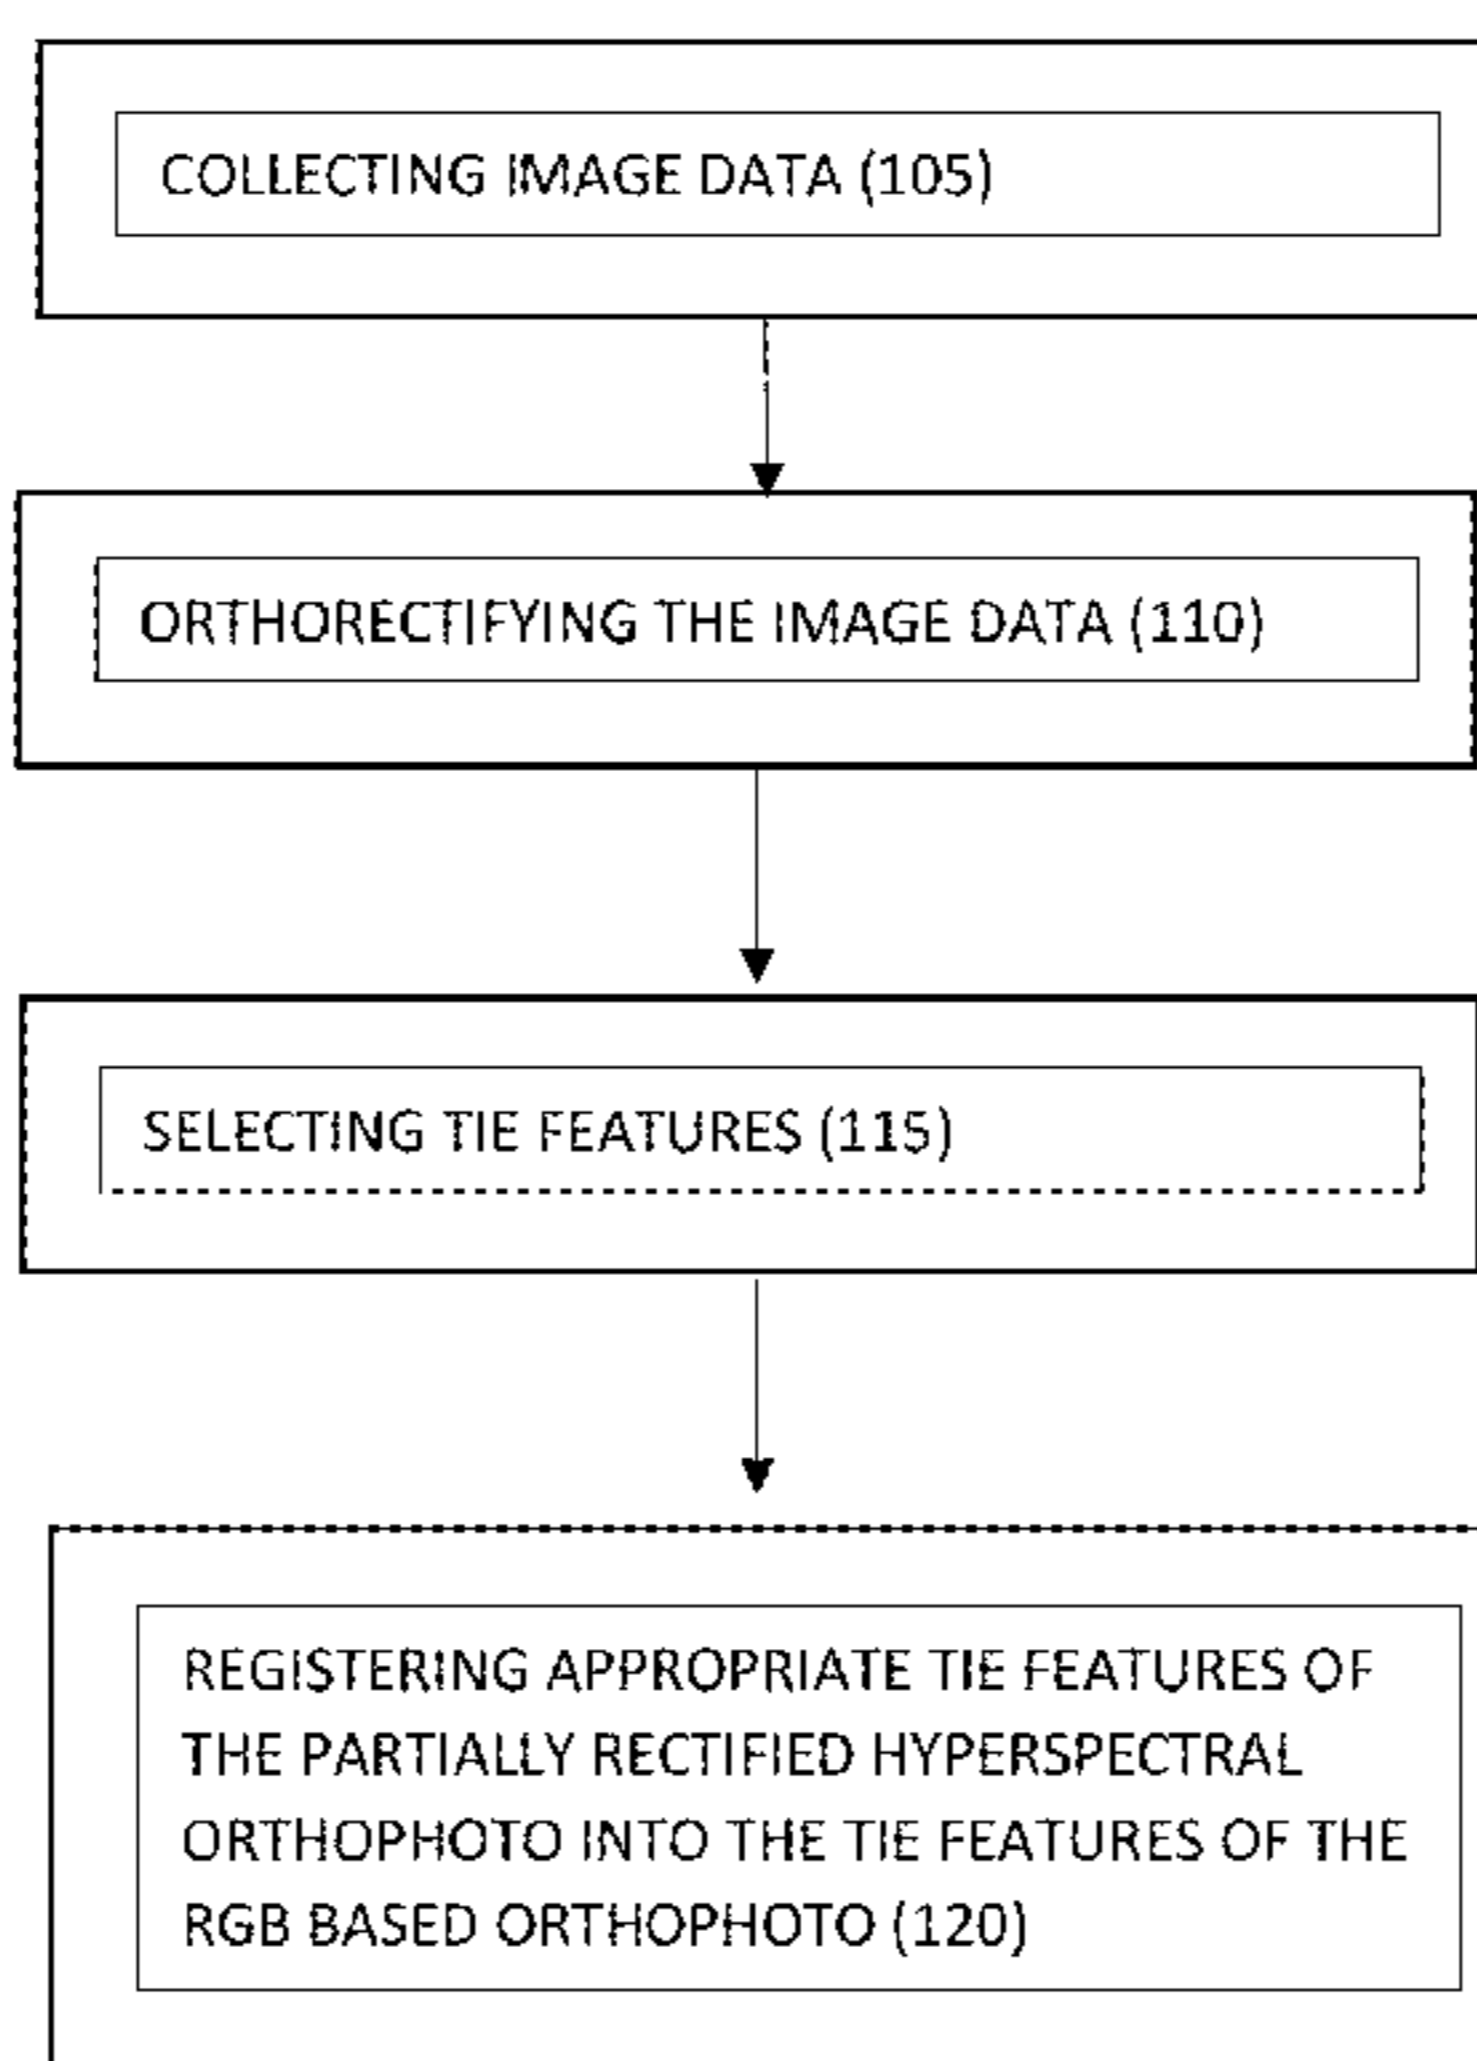 COLLECTING IMAGE DATA (105)
ORTHORECTIFYING THE IMAGE DATA (110)
SELECTING TIE FEATURES (115)
REGISTERING APPROPRIATE TIE FEATURES OF
THE PARTIALLY RECTIFIED HYPERSPECTRAL
ORTHOPHOTO INTO THE TIE FEATURES OF THE
RGB BASED ORTHOPHOTO (120)